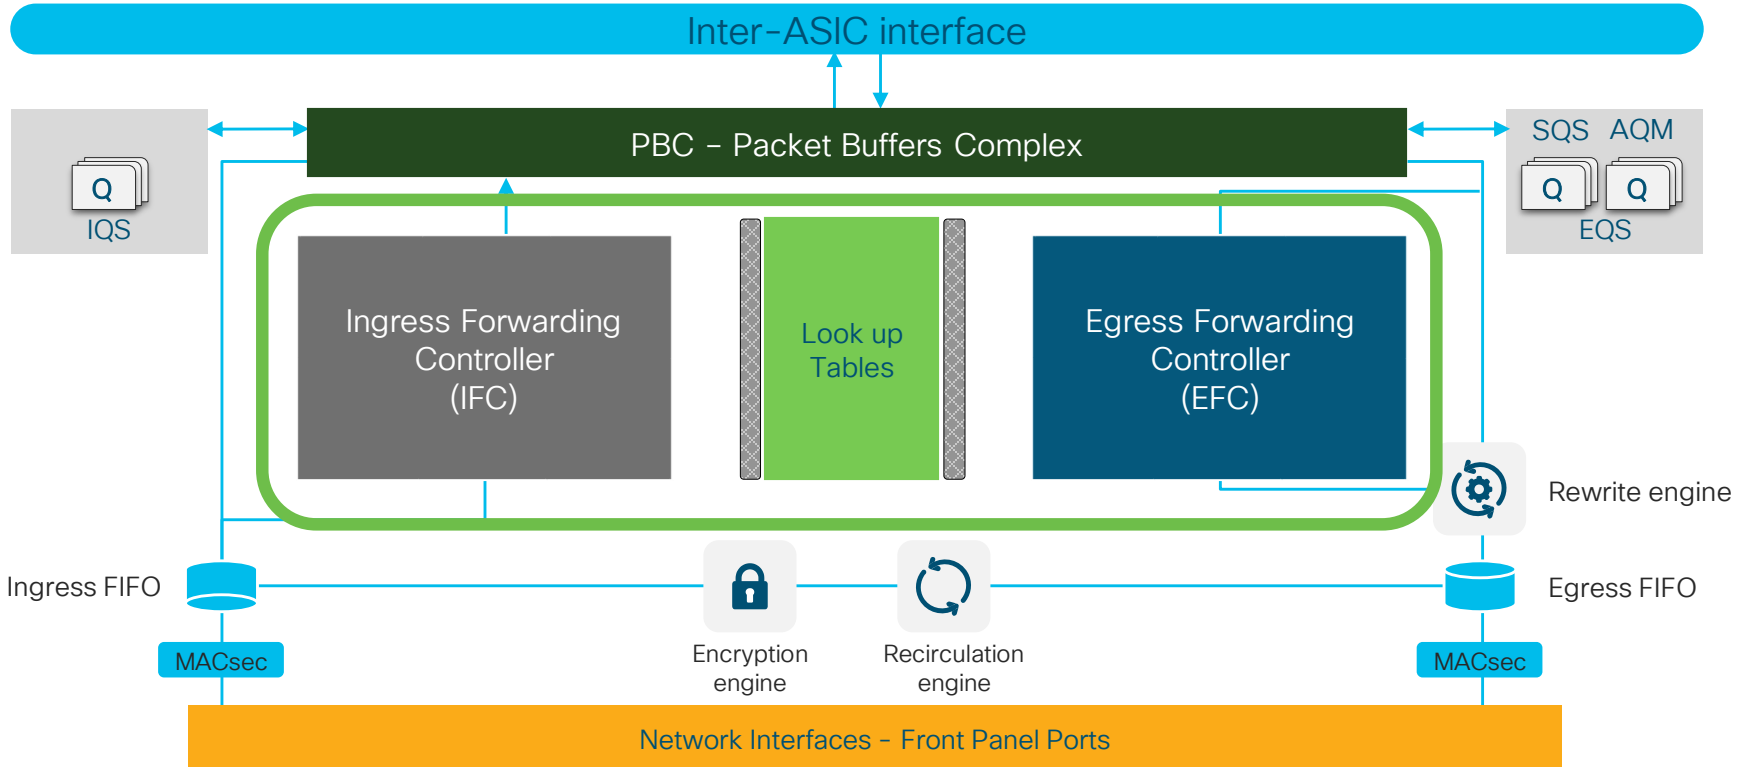 Inter-ASIC interface
PBC - Packet Buffers Complex
Q
IQS
SQS AQM
Q Q
EQS
Ingress Forwarding
Controller
(IFC)
Look up
Tables
Egress Forwarding
Controller
(EFC)
Rewrite engine
Ingress FIFO
Egress FIFO
Encryption
engine
Recirculation
engine
MACsec
MACsec
Network Interfaces - Front Panel Ports